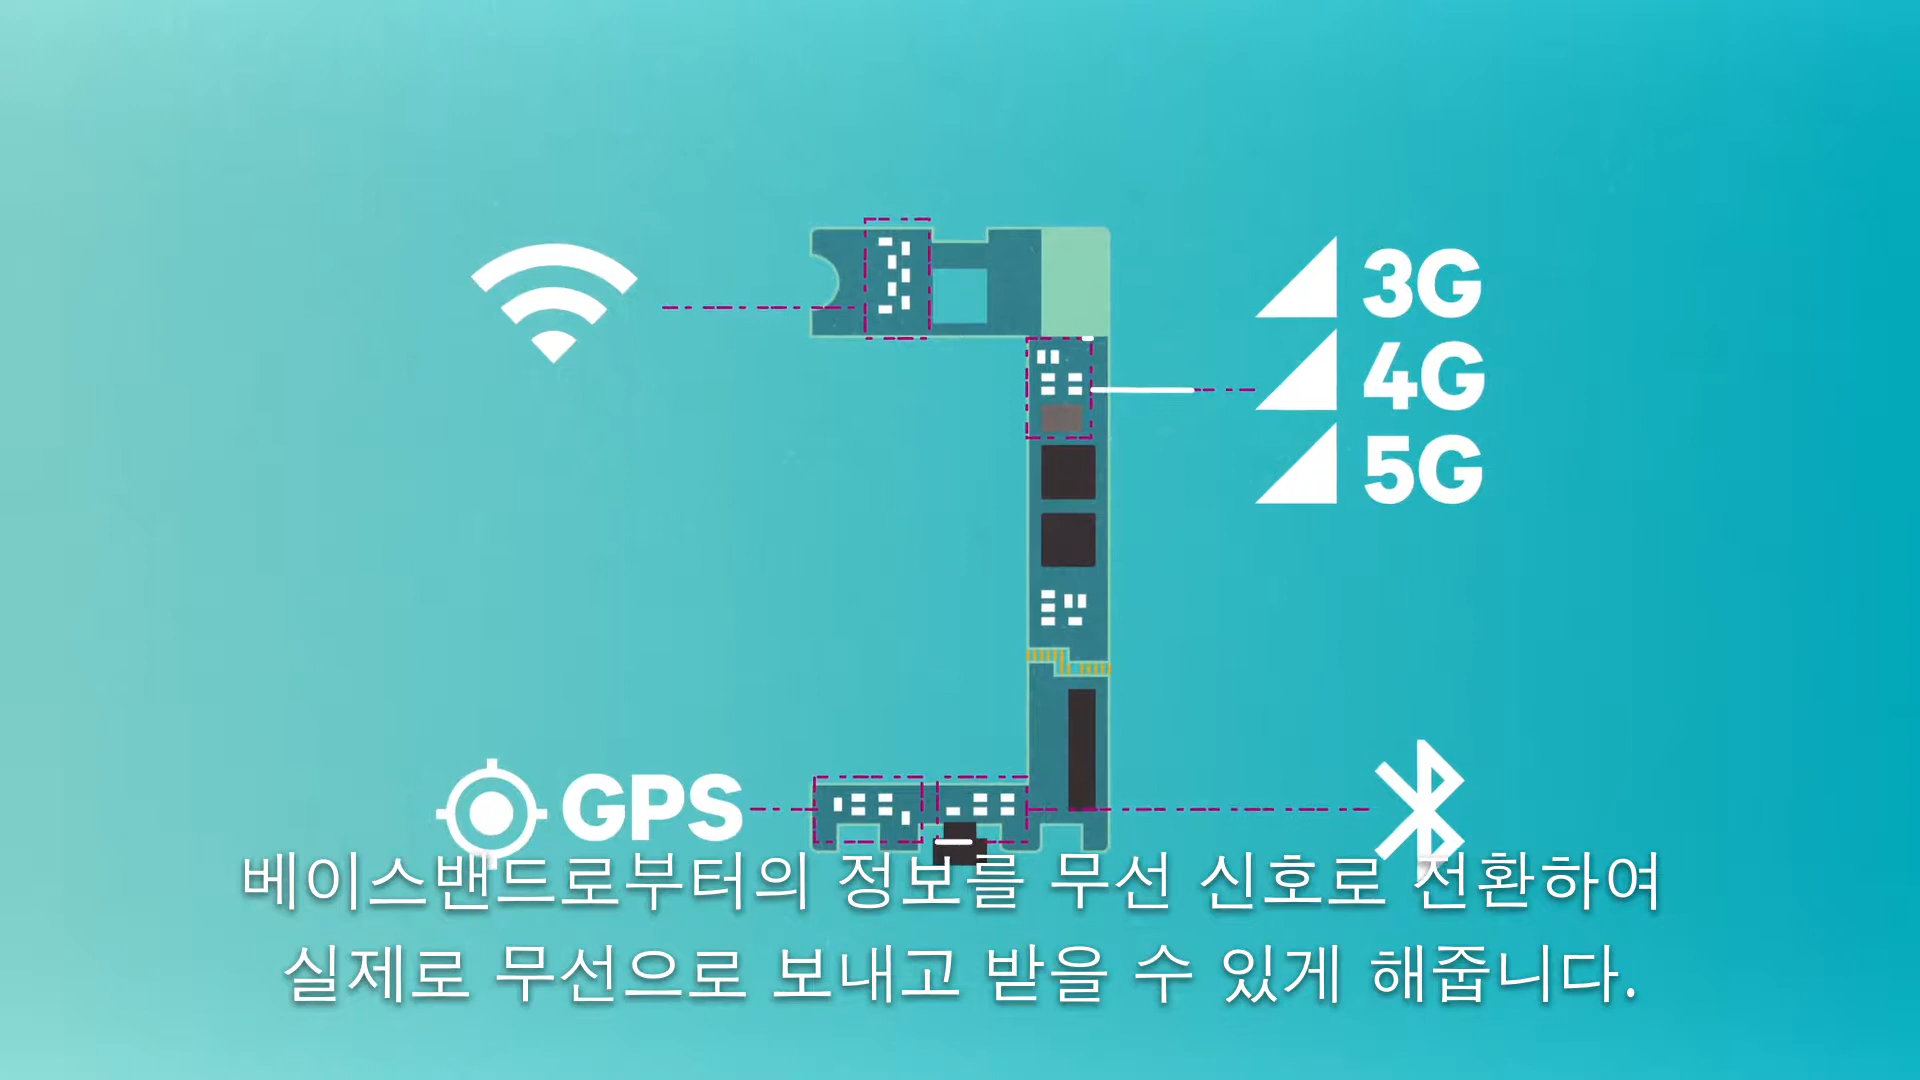 3G
4G
5G
GPS
베이스밴드로부터의 정보를 무선 신호로 전환하여
실제로 무선으로 보내고 받을 수 있게 해줍니다.